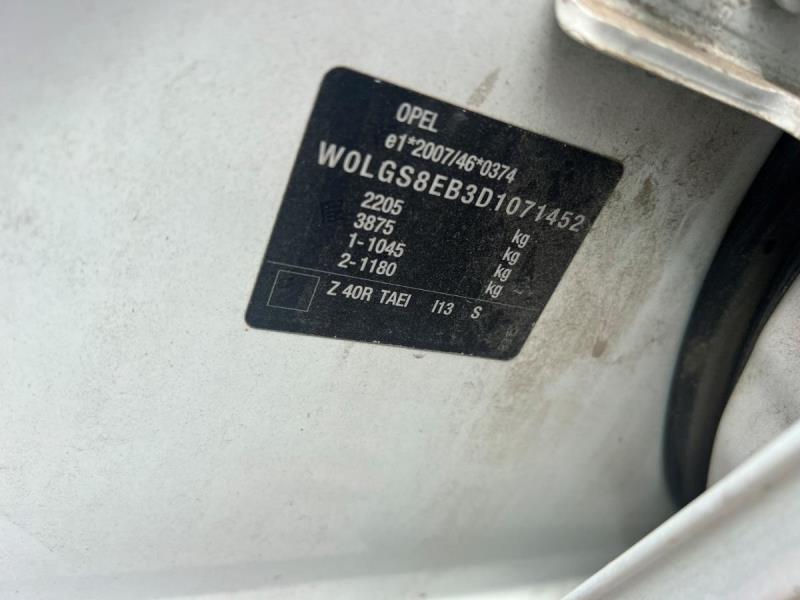 OPEL
e1*2007/46*0374
W0LGS8EB3D1071452
2205 kg
3875 kg
1-1045 kg
2-1180 kg
Z 40R TAEI I13 S